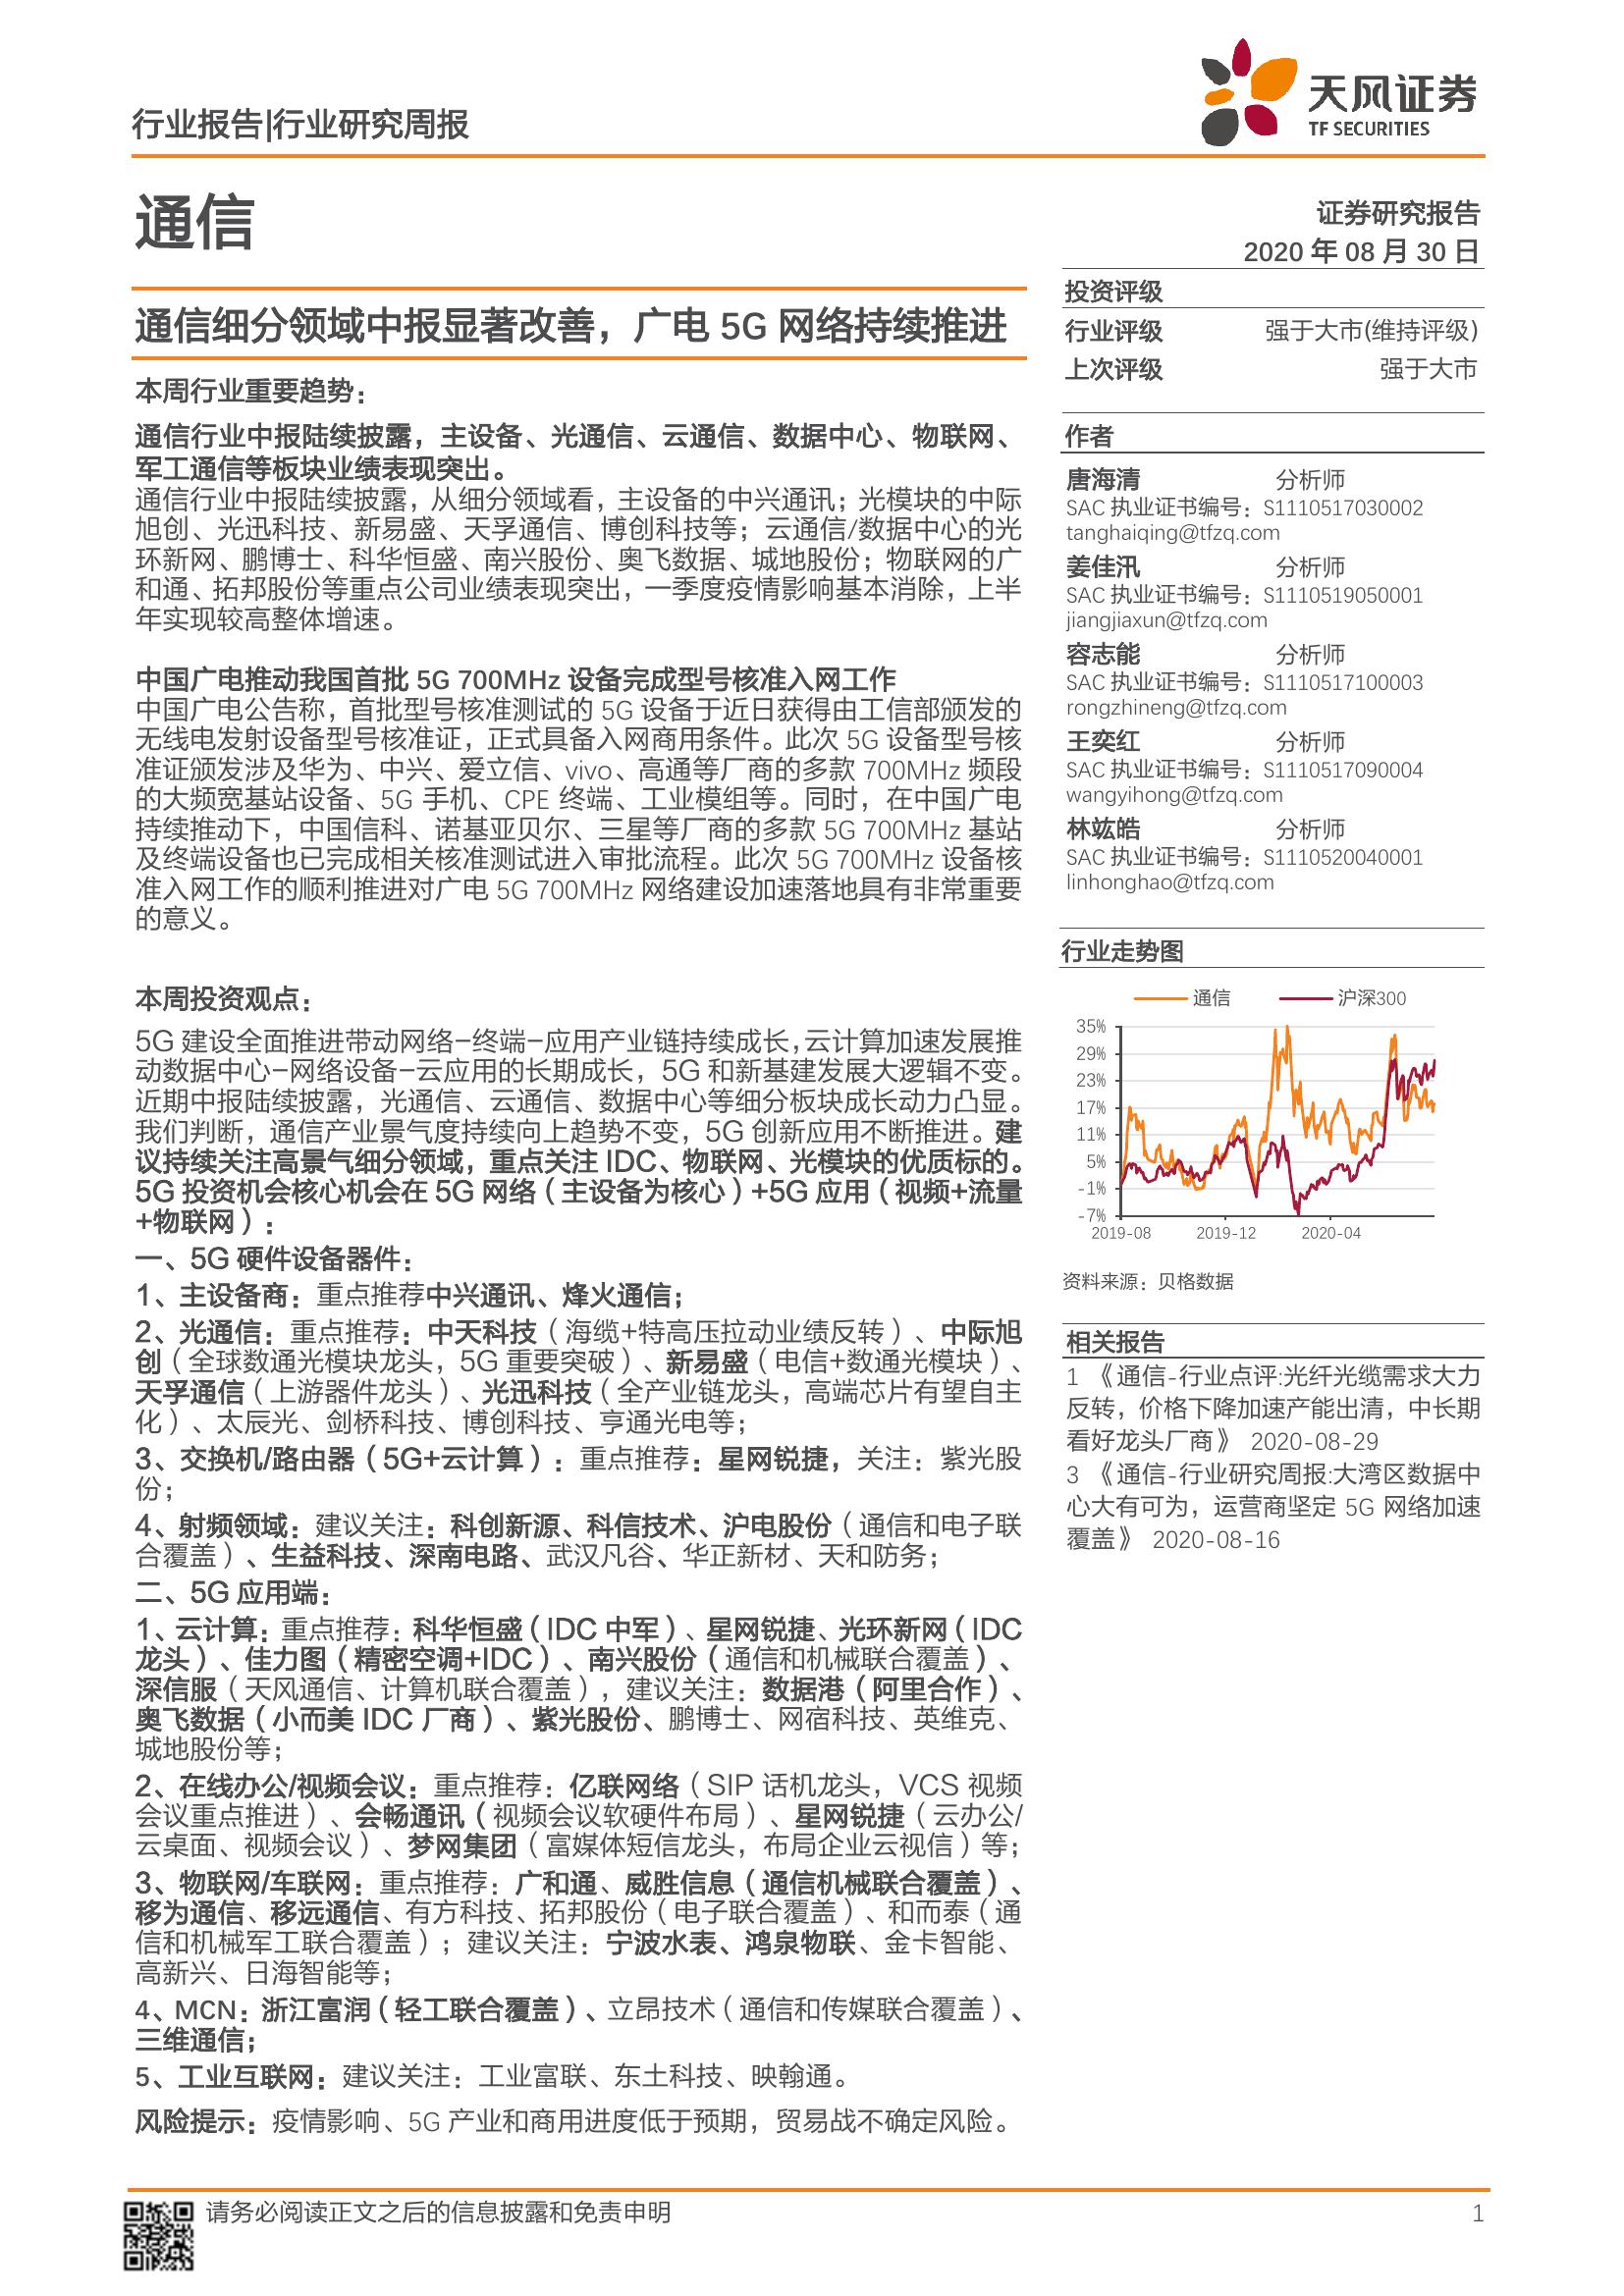 行业报告|行业研究周报
天风证券
TF SECURITIES
通信
证券研究报告
2020 年 08 月 30 日
通信细分领域中报显著改善，广电 5G 网络持续推进
本周行业重要趋势：
通信行业中报陆续披露，主设备、光通信、云通信、数据中心、物联网、
军工通信等板块业绩表现突出。
通信行业中报陆续披露，从细分领域看，主设备的中兴通讯；光模块的中际
旭创、光迅科技、新易盛、天孚通信、博创科技等；云通信/数据中心的光
环新网、鹏博士、科华恒盛、南兴股份、奥飞数据、城地股份；物联网的广
和通、拓邦股份等重点公司业绩表现突出，一季度疫情影响基本消除，上半
年实现较高整体增速。
中国广电推动我国首批 5G 700MHz 设备完成型号核准入网工作
中国广电公告称，首批型号核准测试的 5G 设备于近日获得由工信部颁发的
无线电发射设备型号核准证，正式具备入网商用条件。此次 5G 设备型号核
准证颁发涉及华为、中兴、爱立信、vivo、高通等厂商的多款 700MHz 频段
的大频宽基站设备、5G 手机、CPE 终端、工业模组等。同时，在中国广电
持续推动下，中国信科、诺基亚贝尔、三星等厂商的多款 5G 700MHz 基站
及终端设备也已完成相关核准测试进入审批流程。此次 5G 700MHz 设备核
准入网工作的顺利推进对广电 5G 700MHz 网络建设加速落地具有非常重要
的意义。
本周投资观点：
5G 建设全面推进带动网络—终端—应用产业链持续成长，云计算加速发展推
动数据中心—网络设备—云应用的长期成长，5G 和新基建发展大逻辑不变。
近期中报陆续披露，光通信、云通信、数据中心等细分板块成长动力凸显。
我们判断，通信产业景气度持续向上趋势不变，5G 创新应用不断推进。建
议持续关注高景气细分领域，重点关注 IDC、物联网、光模块的优质标的。
5G 投资机会核心机会在 5G 网络（主设备为核心）+5G 应用（视频+流量
+物联网）：
一、5G 硬件设备器件：
1、主设备商：重点推荐中兴通讯、烽火通信；
2、光通信：重点推荐：中天科技（海缆+特高压拉动业绩反转）、中际旭
创（全球数通光模块龙头，5G 重要突破）、新易盛（电信+数通光模块）、
天孚通信（上游器件龙头）、光迅科技（全产业链龙头，高端芯片有望自主
化）、太辰光、剑桥科技、博创科技、亨通光电等；
3、交换机/路由器（5G+云计算）：重点推荐：星网锐捷，关注：紫光股
份；
4、射频领域：建议关注：科创新源、科信技术、沪电股份（通信和电子联
合覆盖）、生益科技、深南电路、武汉凡谷、华正新材、天和防务；
二、5G 应用端：
1、云计算：重点推荐：科华恒盛（IDC 中军）、星网锐捷、光环新网（IDC
龙头）、佳力图（精密空调+IDC）、南兴股份（通信和机械联合覆盖）、
深信服（天风通信、计算机联合覆盖），建议关注：数据港（阿里合作）、
奥飞数据（小而美 IDC 厂商）、紫光股份、鹏博士、网宿科技、英维克、
城地股份等；
2、在线办公/视频会议：重点推荐：亿联网络（SIP 话机龙头，VCS 视频
会议重点推进）、会畅通讯（视频会议软硬件布局）、星网锐捷（云办公/
云桌面、视频会议）、梦网集团（富媒体短信龙头，布局企业云视信）等；
3、物联网/车联网：重点推荐：广和通、威胜信息（通信机械联合覆盖）、
移为通信、移远通信、有方科技、拓邦股份（电子联合覆盖）、和而泰（通
信和机械军工联合覆盖）；建议关注：宁波水表、鸿泉物联、金卡智能、
高新兴、日海智能等；
4、MCN：浙江富润（轻工联合覆盖）、立昂技术（通信和传媒联合覆盖）、
三维通信；
5、工业互联网：建议关注：工业富联、东土科技、映翰通。
风险提示：疫情影响、5G 产业和商用进度低于预期，贸易战不确定风险。
投资评级
行业评级 强于大市(维持评级)
上次评级 强于大市
作者
唐海清 分析师
SAC 执业证书编号：S1110517030002
tanghaiqing@tfzq.com
姜佳汛 分析师
SAC 执业证书编号：S1110519050001
jiangjiaxun@tfzq.com
容志能 分析师
SAC 执业证书编号：S1110517100003
rongzhineng@tfzq.com
王奕红 分析师
SAC 执业证书编号：S1110517090004
wangyihong@tfzq.com
林竑皓 分析师
SAC 执业证书编号：S1110520040001
linhonghao@tfzq.com
行业走势图
通信 沪深300
35%
29%
23%
17%
11%
5%
-1%
-7%
2019-08 2019-12 2020-04
资料来源：贝格数据
相关报告
1 《通信-行业点评:光纤光缆需求大力
反转，价格下降加速产能出清，中长期
看好龙头厂商》 2020-08-29
3 《通信-行业研究周报:大湾区数据中
心大有可为，运营商坚定 5G 网络加速
覆盖》 2020-08-16
请务必阅读正文之后的信息披露和免责申明
1